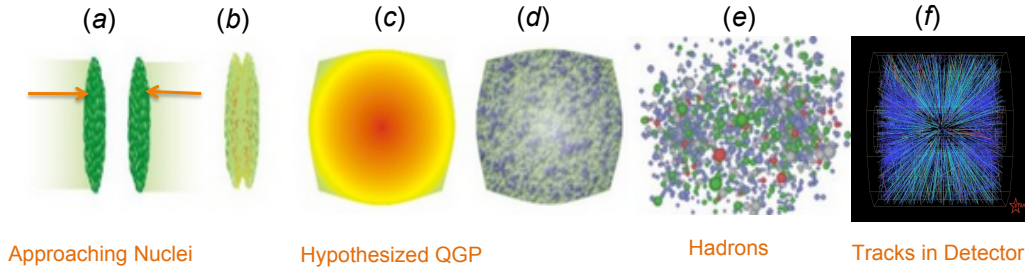 (a) (b) (c) (d) (e) (f)
Approaching Nuclei Hypothesized QGP Hadrons Tracks in Detector